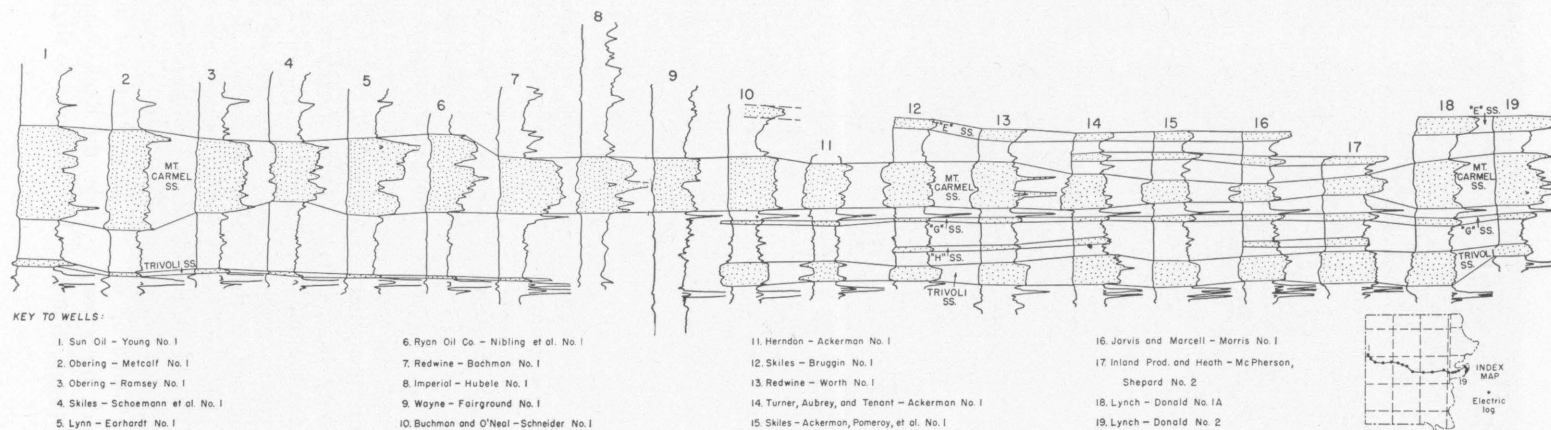 1
2
3
4
5
6
7
8
9
10
11
12
13
14
15
16
17
18
19
MT. CARMEL SS.
TRIVOLI SS.
"E" SS.
MT. CARMEL SS.
"G" SS.
"H" SS.
TRIVOLI SS.
"E" SS.
MT. CARMEL SS.
"G" SS.
TRIVOLI SS.
KEY TO WELLS:
1. Sun Oil – Young No. 1
2. Obering – Metcalf No. 1
3. Obering – Ramsey No. 1
4. Skiles – Schoemann et al. No. 1
5. Lynn – Earhardt No. 1
6. Ryan Oil Co. – Nibling et al. No. 1
7. Redwine – Bachman No. 1
8. Imperial – Hubele No. 1
9. Wayne – Fairground No. 1
10. Buchman and O'Neal – Schneider No. 1
11. Herndon – Ackerman No. 1
12. Skiles – Bruggin No. 1
13. Redwine – Worth No. 1
14. Turner, Aubrey, and Tenant – Ackerman No. 1
15. Skiles – Ackerman, Pomeroy, et al. No. 1
16. Jarvis and Marcell – Morris No. 1
17. Inland Prod. and Heath – McPherson,
Shepard No. 2
18. Lynch – Donald No. 1A
19. Lynch – Donald No. 2
19
INDEX
MAP
Electric
log